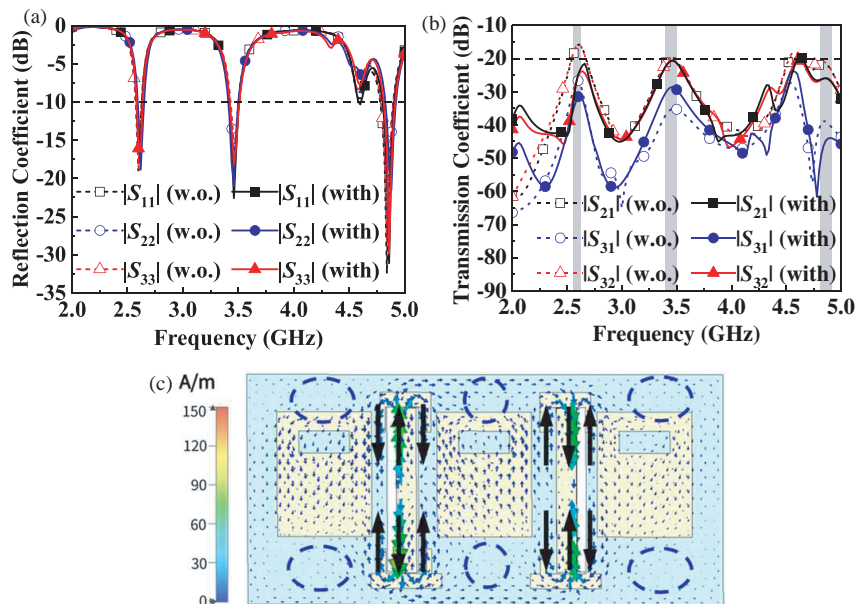 (a)
Reflection Coefficient (dB)
0
-5
-10
-15
-20
-25
-30
-35
|S11| (w.o.) |S11| (with)
|S22| (w.o.) |S22| (with)
|S33| (w.o.) |S33| (with)
2.0 2.5 3.0 3.5 4.0 4.5 5.0
Frequency (GHz)
(b)
Transmission Coefficient (dB)
-10
-20
-30
-40
-50
-60
-70
-80
-90
|S21| (w.o.) |S21| (with)
|S31| (w.o.) |S31| (with)
|S32| (w.o.) |S32| (with)
2.0 2.5 3.0 3.5 4.0 4.5 5.0
Frequency (GHz)
(c) A/m
150
120
90
60
30
0